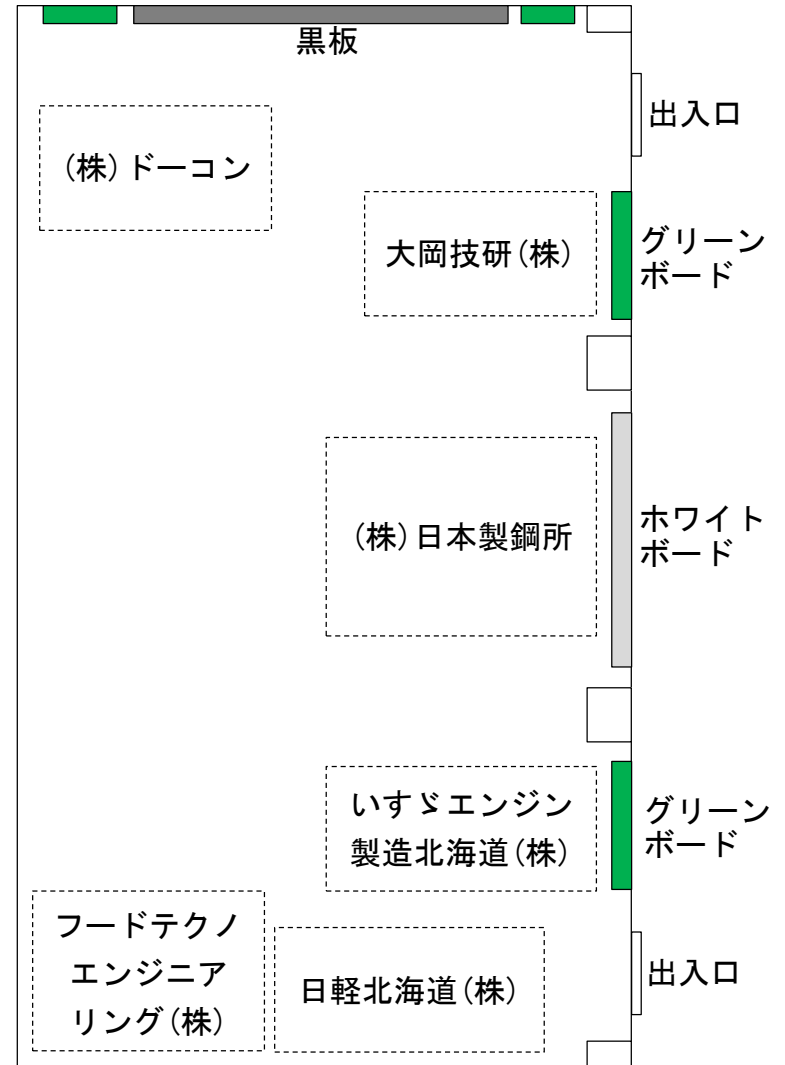 黒板
出入口
(株)ドーコン
大岡技研(株)
グリーン
ボード
(株)日本製鋼所
ホワイト
ボード
いすゞエンジン
製造北海道(株)
グリーン
ボード
フードテクノ
エンジニア
リング(株)
日軽北海道(株)
出入口